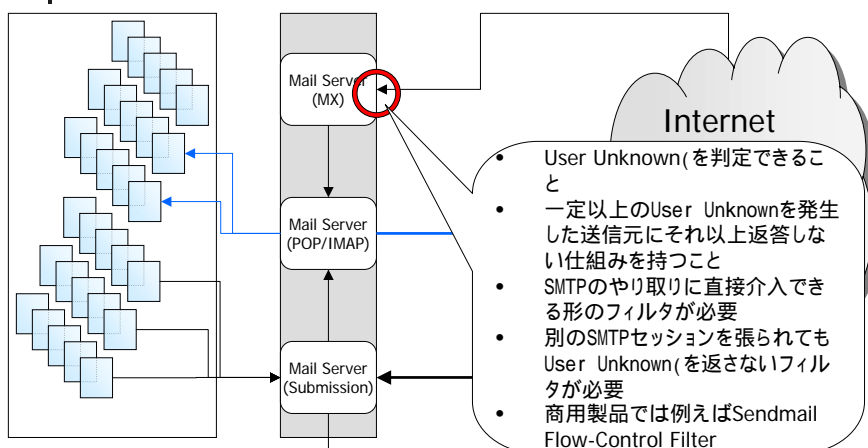 Mail Server
(MX)
Internet
• User Unknown(を判定できるこ
と
• 一定以上のUser Unknownを発生
した送信元にそれ以上返答しな
い仕組みを持つこと
• SMTPのやり取りに直接介入でき
る形のフィルタが必要
• 別のSMTPセッションを張られても
User Unknown(を返さないフィル
タが必要
• 商用製品では例えばSendmail
Flow-Control Filter
Mail Server
(POP/IMAP)
Mail Server
(Submission)